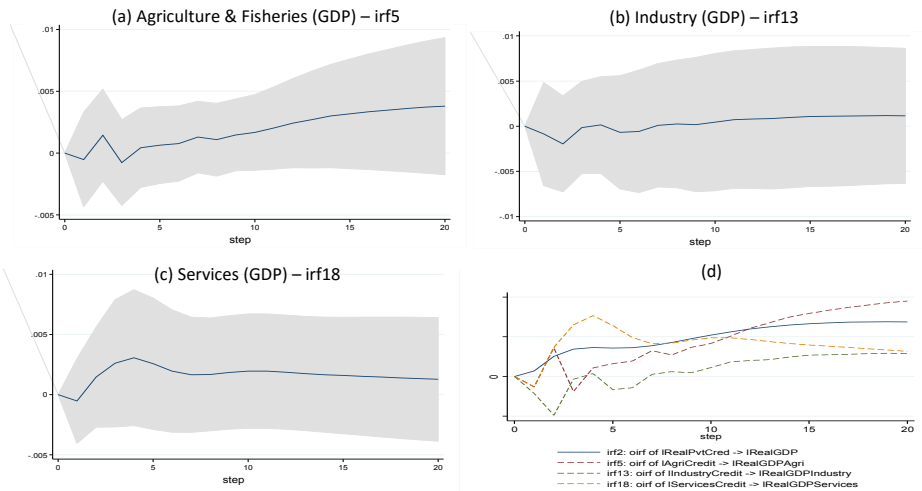 (a) Agriculture & Fisheries (GDP) – irf5
.01
.005
0
-.005
0 5 10 15 20
step
(b) Industry (GDP) – irf13
.01
.005
0
-.005
-.01
0 5 10 15 20
step
(c) Services (GDP) – irf18
.01
.005
0
-.005
0 5 10 15 20
step
(d)
0
0 5 10 15 20
step
irf2: oirf of lRealPvtCred -> lRealGDP
irf5: oirf of lAgriCredit -> lRealGDPAgri
irf13: oirf of lIndustryCredit -> lRealGDPIndustry
irf18: oirf of lServicesCredit -> lRealGDPServices